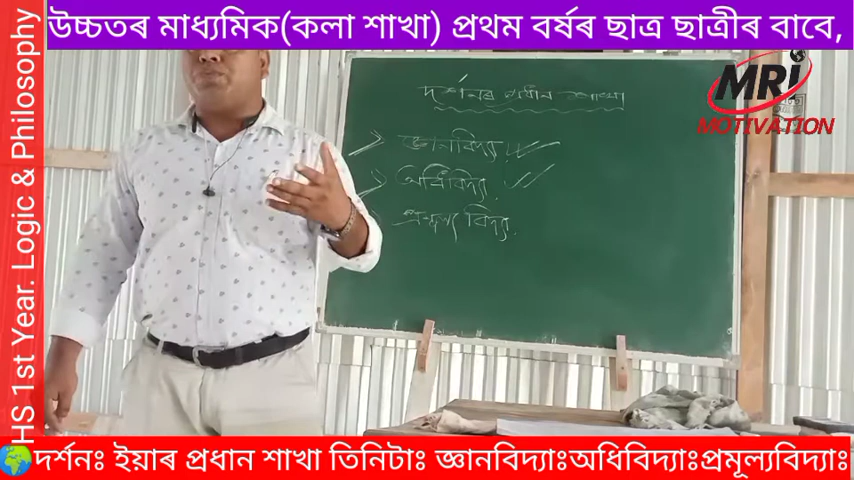 উচ্চতৰ মাধ্যমিক(কলা শাখা) প্ৰথম বৰ্ষৰ ছাত্ৰ ছাত্ৰীৰ বাবে,
HS 1st Year. Logic & Philosophy
MRi
MOTIVATION
দৰ্শনৰ প্ৰধান শাখা
জ্ঞানবিদ্যা
অধিবিদ্যা
প্ৰমূল্য বিদ্যা
দৰ্শনঃ ইয়াৰ প্ৰধান শাখা তিনিটাঃ জ্ঞানবিদ্যাঃঅধিবিদ্যাঃপ্ৰমূল্যবিদ্যাঃ